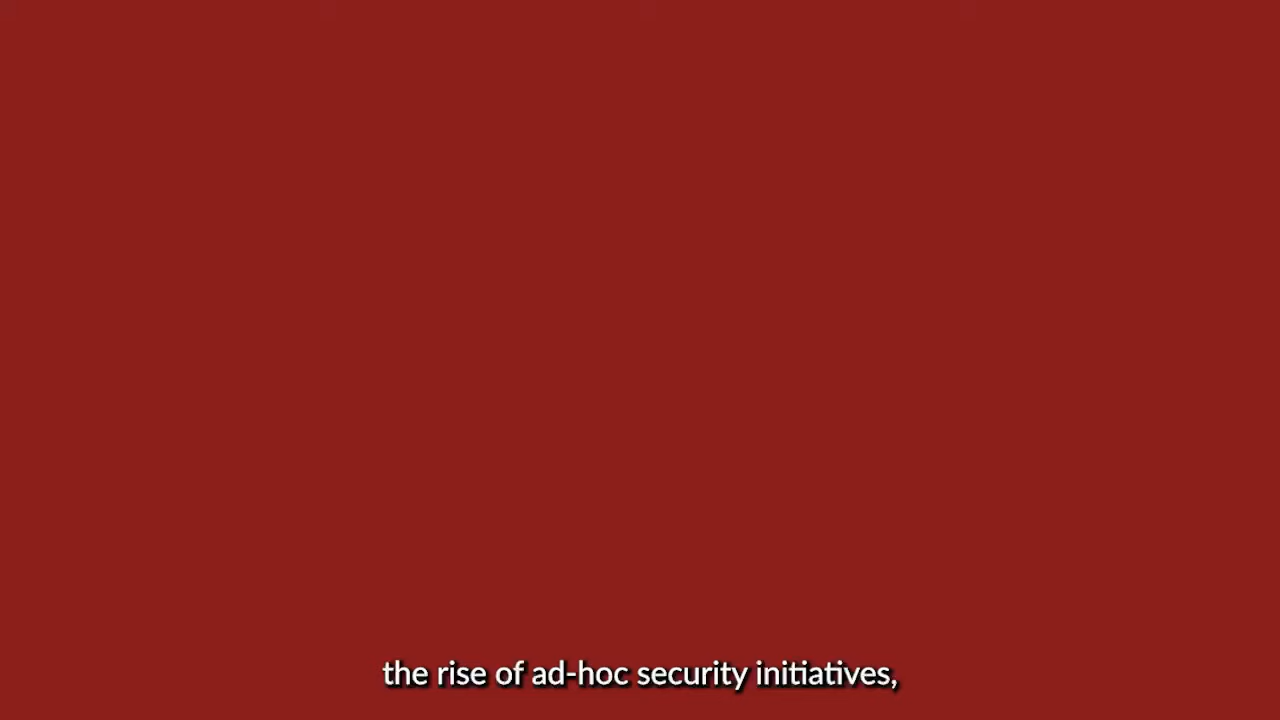 the rise of ad-hoc security initiatives,